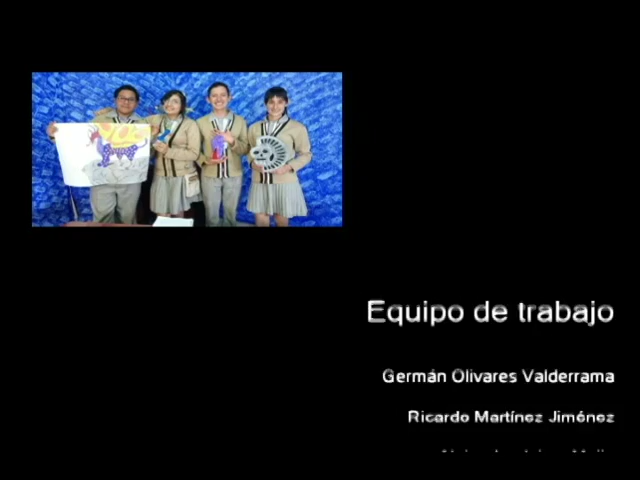 Equipo de trabajo
Germán Olivares Valderrama
Ricardo Martínez Jiménez